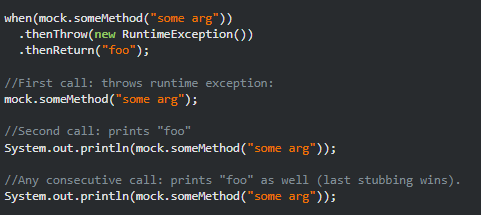 when(mock.someMethod("some arg"))
  .thenThrow(new RuntimeException())
  .thenReturn("foo");

//First call: throws runtime exception:
mock.someMethod("some arg");

//Second call: prints "foo"
System.out.println(mock.someMethod("some arg"));

//Any consecutive call: prints "foo" as well (last stubbing wins).
System.out.println(mock.someMethod("some arg"));